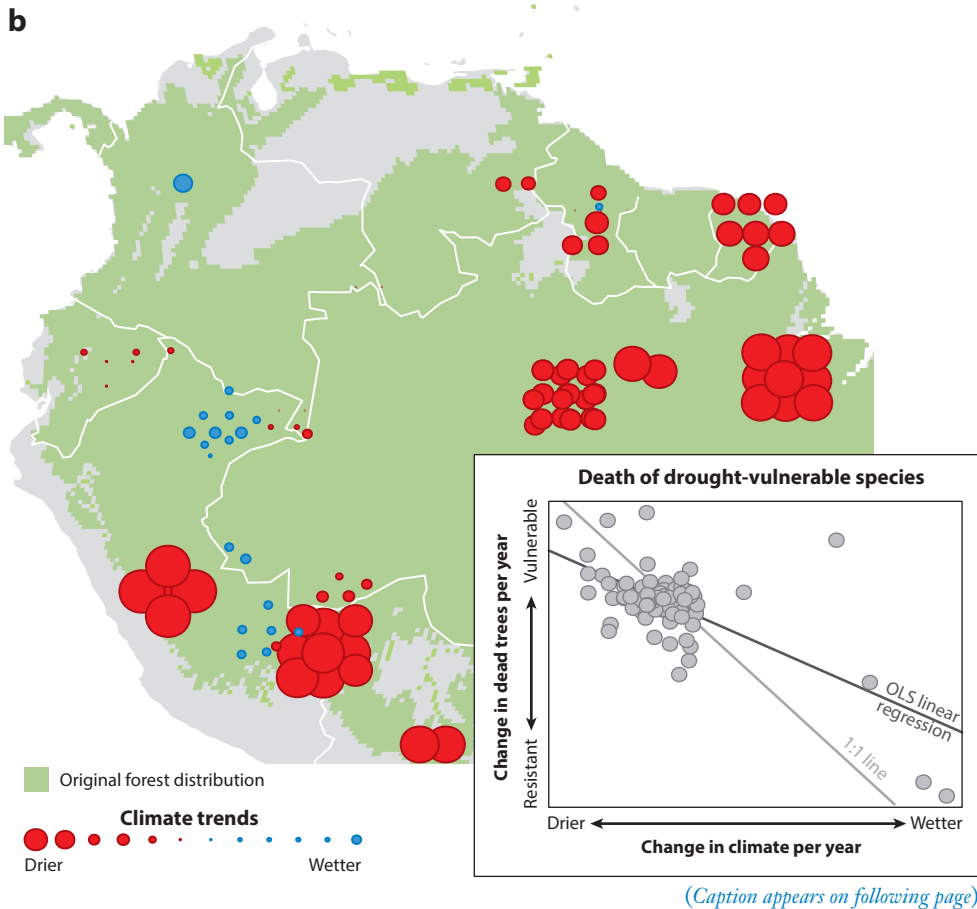 b
Death of drought-vulnerable species
Vulnerable
Change in dead trees per year
Resistant
OLS linear
regression
1:1 line
Drier
Wetter
Change in climate per year
Original forest distribution
Climate trends
Drier
Wetter
(Caption appears on following page)